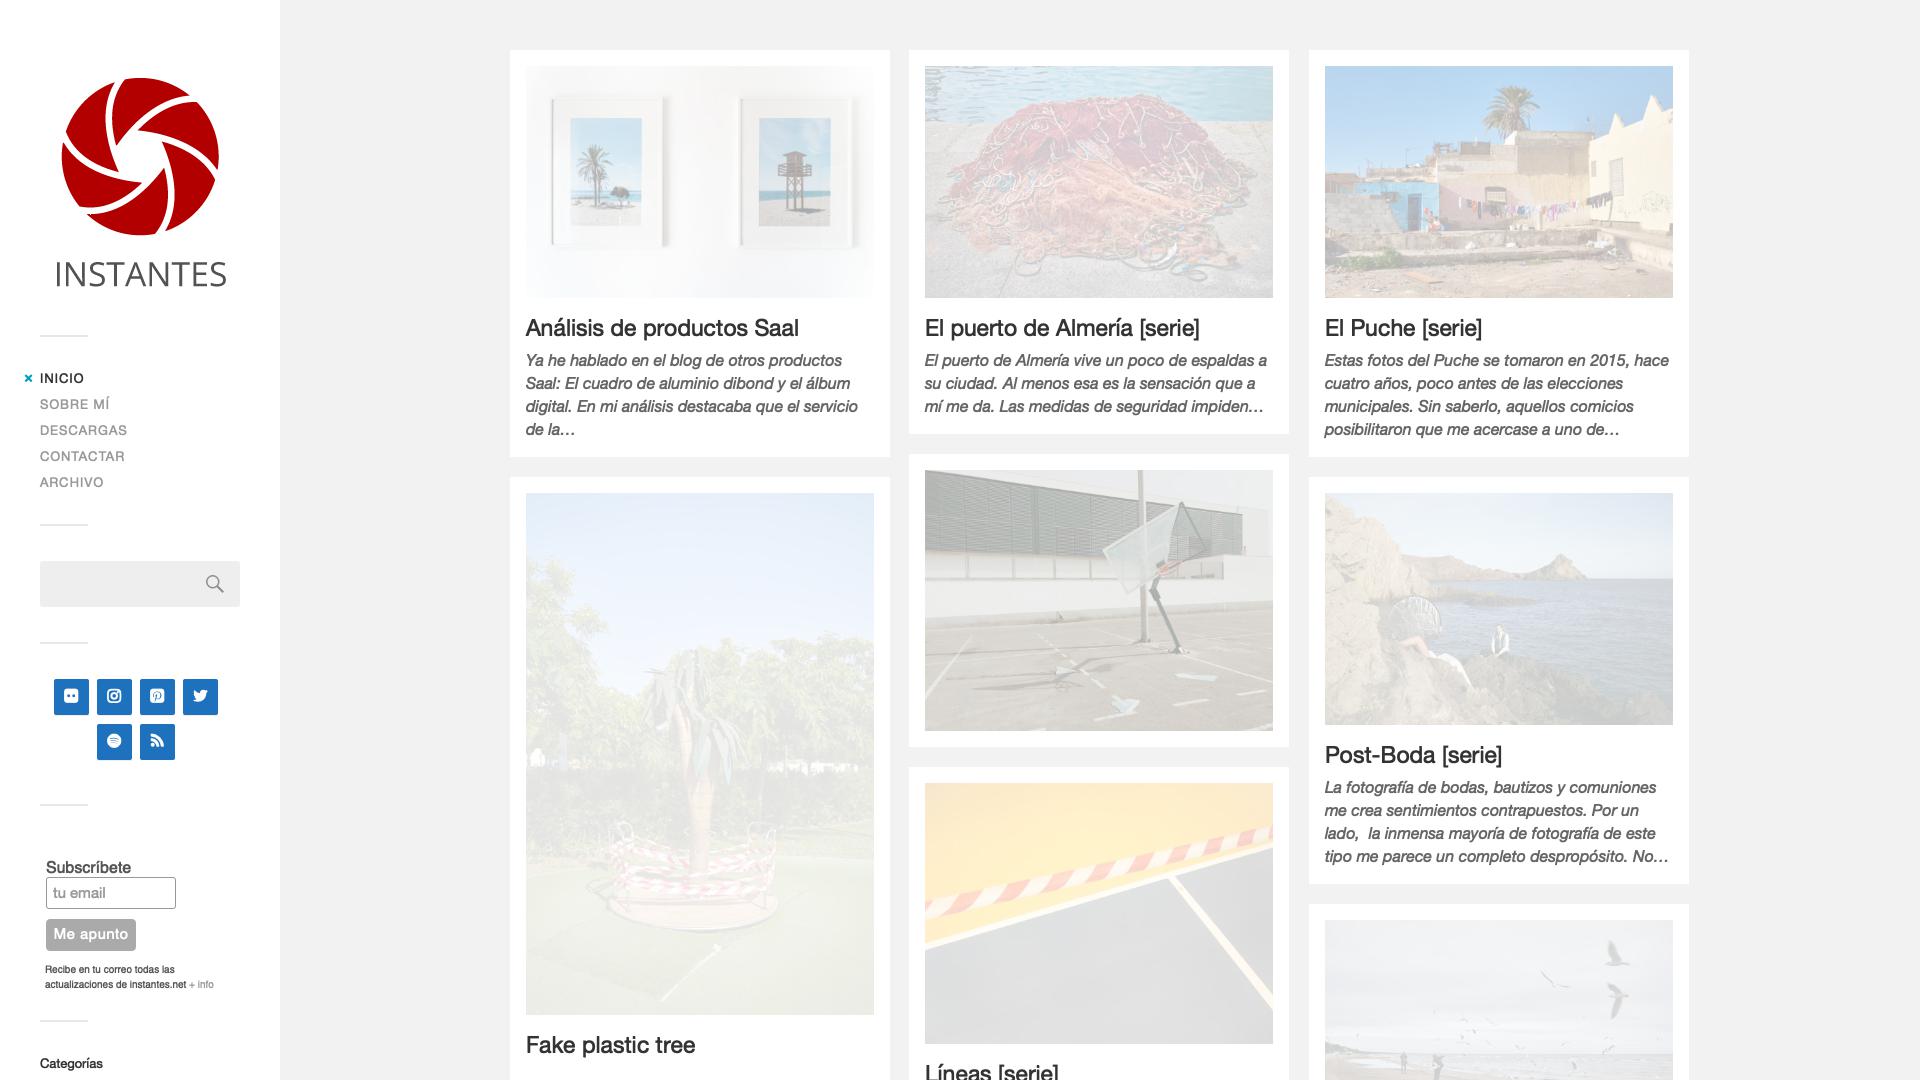 INSTANTES
INICIO
SOBRE MÍ
DESCARGAS
CONTACTAR
ARCHIVO
Subscríbete
tu email
Me apunto
Recibe en tu correo todas las
actualizaciones de instantes.net + info
Categorías
Análisis de productos Saal
Ya he hablado en el blog de otros productos
Saal: El cuadro de aluminio dibond y el álbum
digital. En mi análisis destacaba que el servicio
de la…
Fake plastic tree
El puerto de Almería [serie]
El puerto de Almería vive un poco de espaldas a
su ciudad. Al menos esa es la sensación que a
mí me da. Las medidas de seguridad impiden…
Líneas [serie]
El Puche [serie]
Estas fotos del Puche se tomaron en 2015, hace
cuatro años, poco antes de las elecciones
municipales. Sin saberlo, aquellos comicios
posibilitaron que me acercase a uno de…
Post-Boda [serie]
La fotografía de bodas, bautizos y comuniones
me crea sentimientos contrapuestos. Por un
lado,  la inmensa mayoría de fotografía de este
tipo me parece un completo despropósito. No…